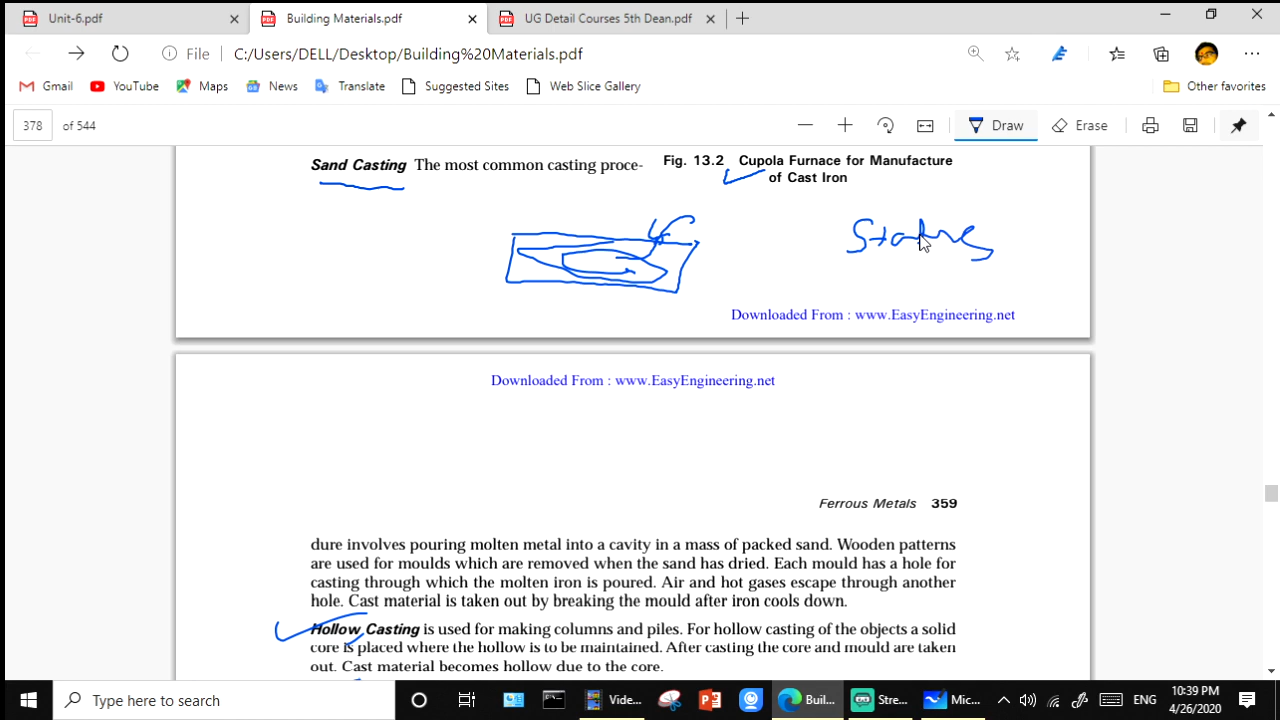 Unit-6.pdf
Building Materials.pdf
UG Detail Courses 5th Dean.pdf
File
C:/Users/DELL/Desktop/Building%20Materials.pdf
Gmail
YouTube
Maps
News
Translate
Suggested Sites
Web Slice Gallery
Other favorites
378 of 544
Draw
Erase
Sand Casting The most common casting proce-
Fig. 13.2 Cupola Furnace for Manufacture
of Cast Iron
Statues
Downloaded From : www.EasyEngineering.net
Downloaded From : www.EasyEngineering.net
Ferrous Metals 359
dure involves pouring molten metal into a cavity in a mass of packed sand. Wooden patterns
are used for moulds which are removed when the sand has dried. Each mould has a hole for
casting through which the molten iron is poured. Air and hot gases escape through another
hole. Cast material is taken out by breaking the mould after iron cools down.
Hollow Casting is used for making columns and piles. For hollow casting of the objects a solid
core is placed where the hollow is to be maintained. After casting the core and mould are taken
out. Cast material becomes hollow due to the core.
Type here to search
Vide...
Buil...
Stre...
Mic...
ENG
10:39 PM
4/26/2020